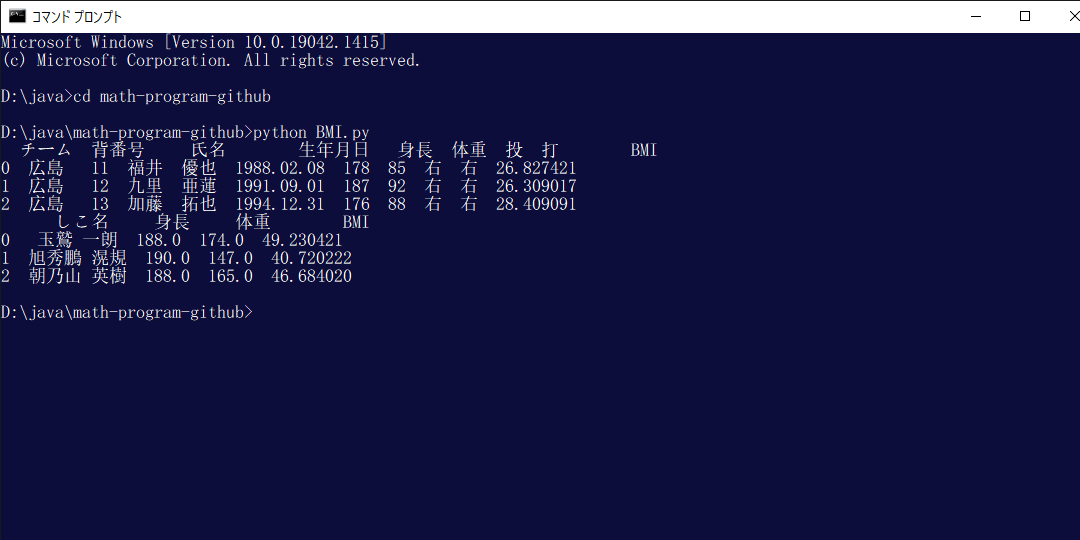 コマンド プロンプト
Microsoft Windows [Version 10.0.19042.1415]
(c) Microsoft Corporation. All rights reserved.
D:\java>cd math-program-github
D:\java\math-program-github>python BMI.py
チーム 背番号 氏名 生年月日 身長 体重 投 打 BMI
0 広島 11 福井 優也 1988.02.08 178 85 右 右 26.827421
1 広島 12 九里 亜蓮 1991.09.01 187 92 右 右 26.309017
2 広島 13 加藤 拓也 1994.12.31 176 88 右 右 28.409091
しこ名 身長 体重 BMI
0 玉鷲 一朗 188.0 174.0 49.230421
1 旭秀鵬 滉規 190.0 147.0 40.720222
2 朝乃山 英樹 188.0 165.0 46.684020
D:\java\math-program-github>